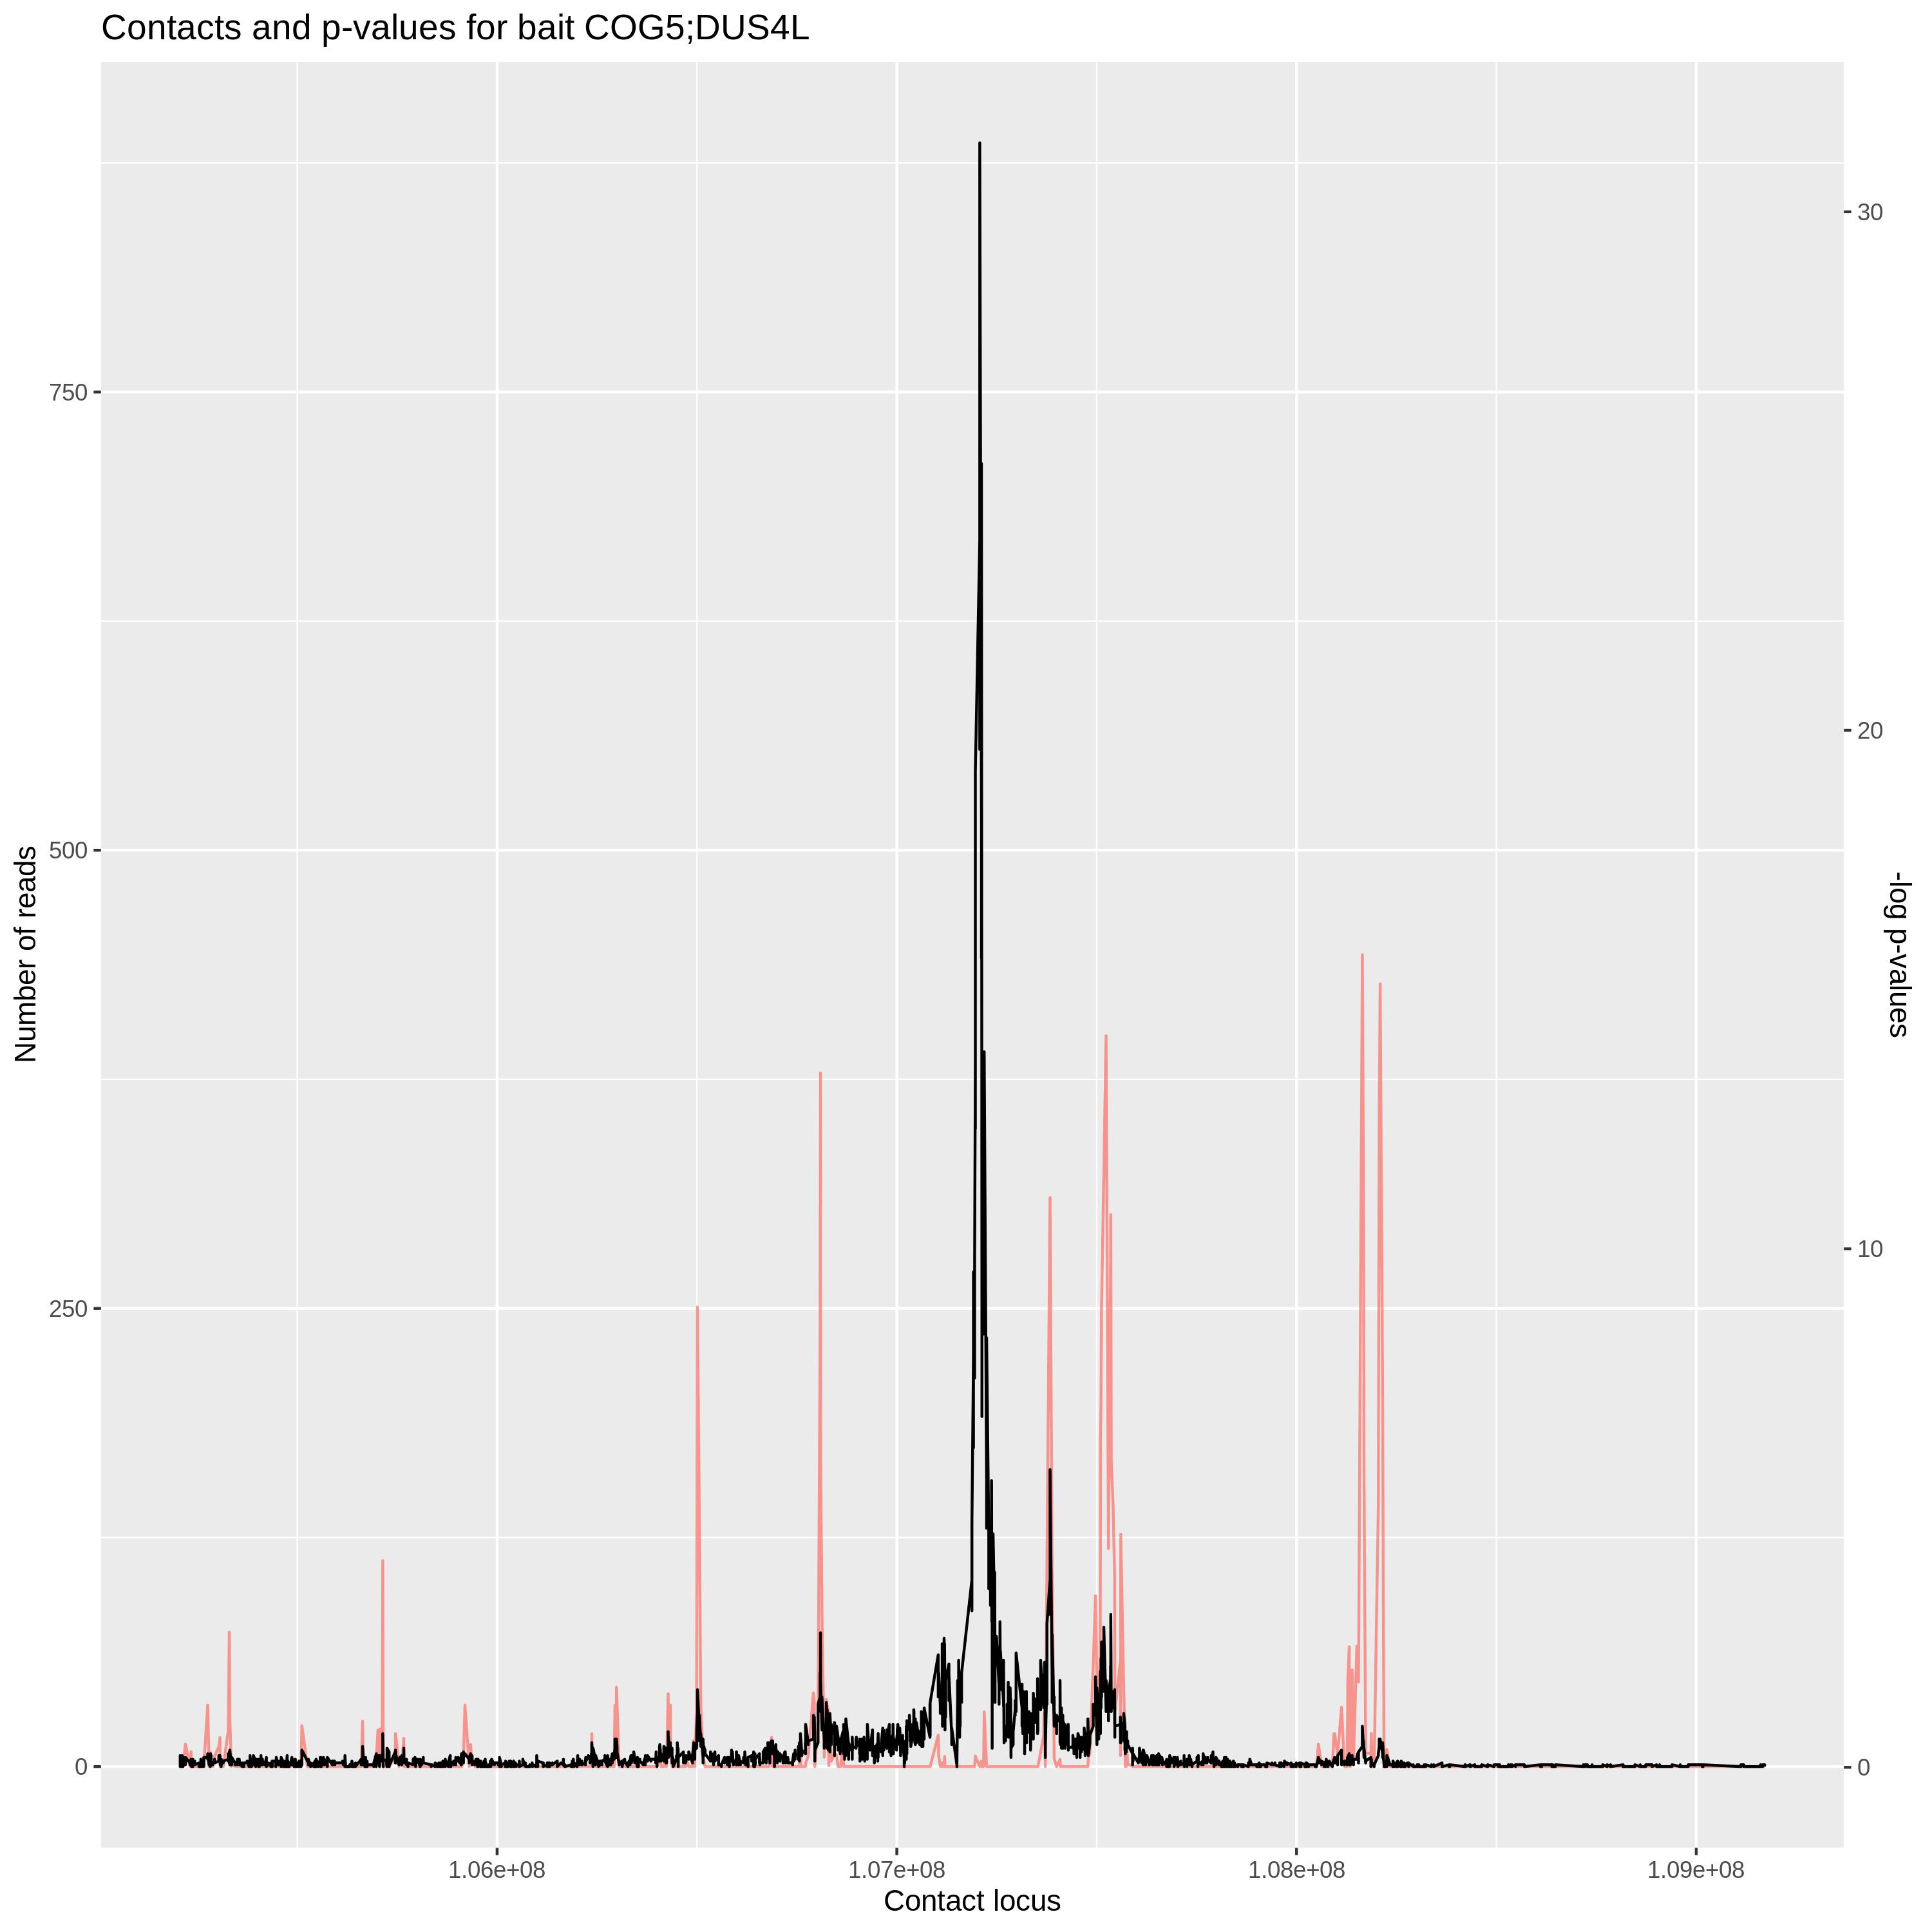 Contacts and p-values for bait COG5;DUS4L
750
500
250
0
Number of reads
30
20
10
0
-log p-values
1.06e+08
1.07e+08
1.08e+08
1.09e+08
Contact locus